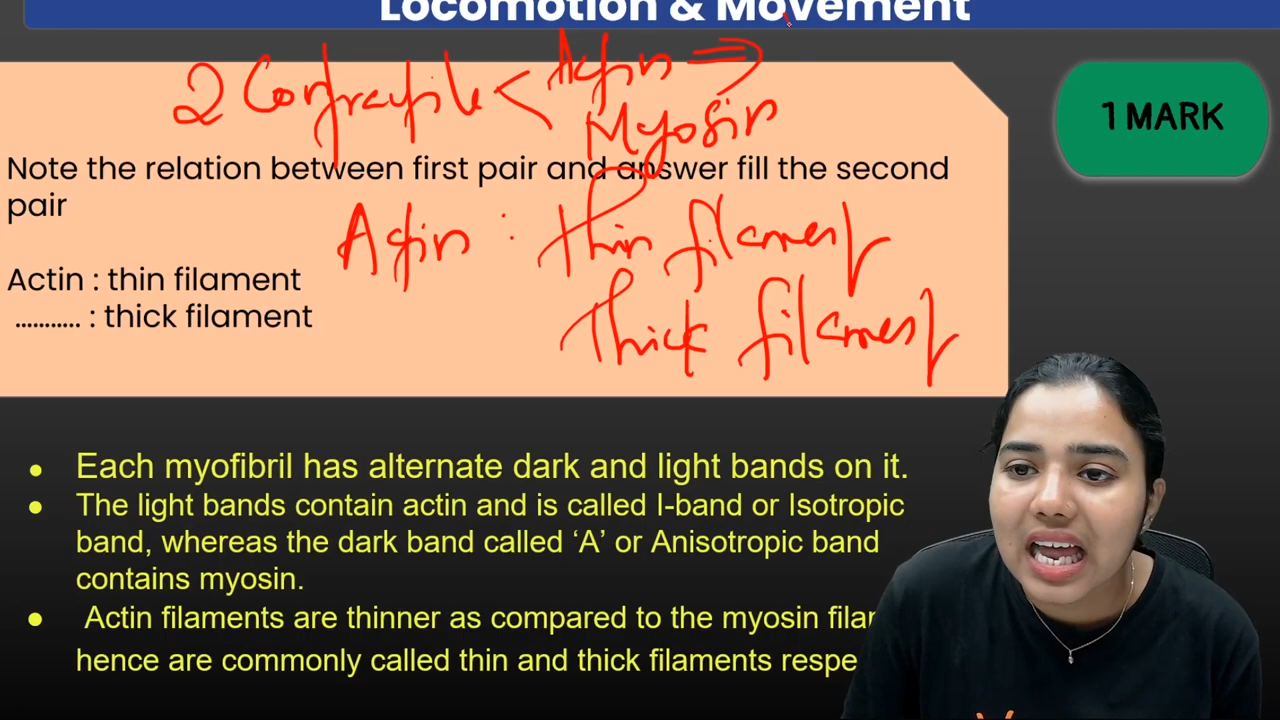 Locomotion & Movement
2 Contractile < Actin ⇒
Myosin
1 MARK
Note the relation between first pair and answer fill the second
pair
Actin : thin filament
Actin : thin filament
........... : thick filament
thick filament
● Each myofibril has alternate dark and light bands on it.
● The light bands contain actin and is called I-band or Isotropic
band, whereas the dark band called ‘A’ or Anisotropic band
contains myosin.
● Actin filaments are thinner as compared to the myosin
hence are commonly called thin and thick filaments